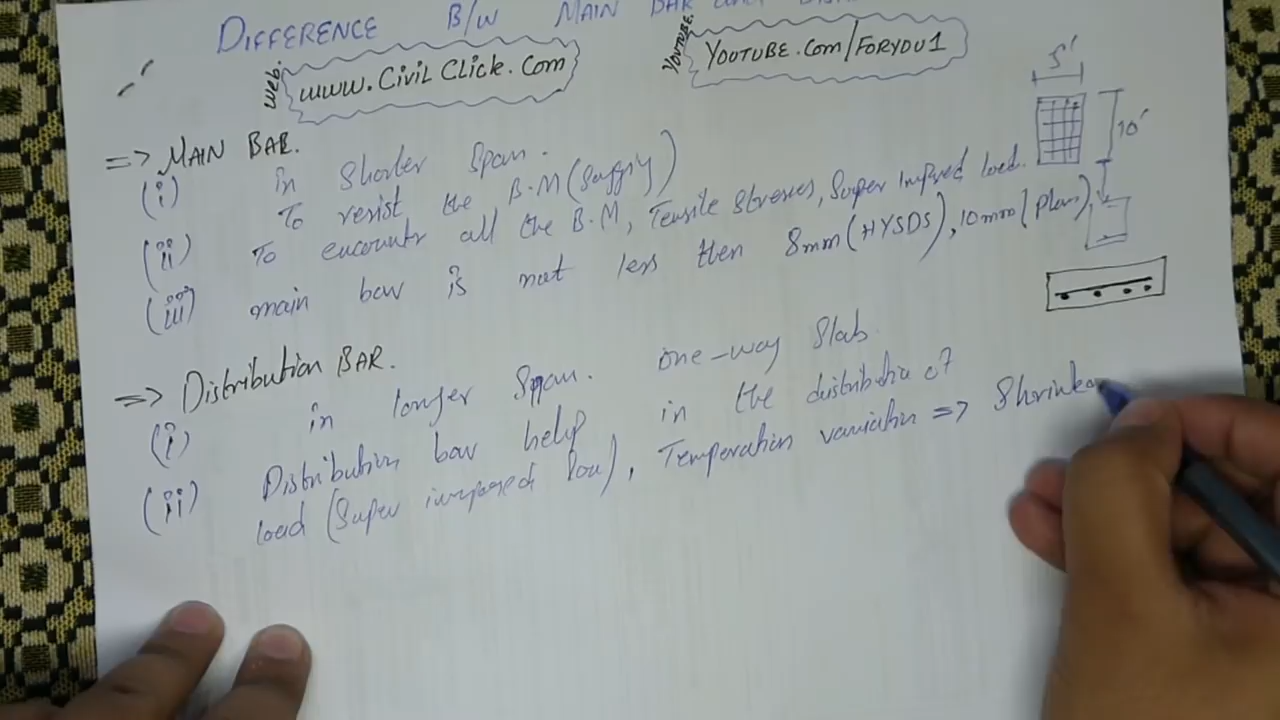 DIFFERENCE B/W MAIN BAR
web. www.Civil Click.Com
YOUTUBE. YOUTUBE.Com/FORYOU1
5'
10'
=> MAIN BAR.
(i) in Shorter Span.
To resist the B.M (Saggy)
(ii) To encounter all the B.M, Tensile Stresses, Super Imposed load.
(iii) main bar is not less then 8mm (HYSDS), 10mm (Plan),
=> Distribution BAR.
(i) in longer Span. one-way Slab.
(ii) Distribution bar help in the distribution of
load (Super imposed load), Temperation variation => Shrinka